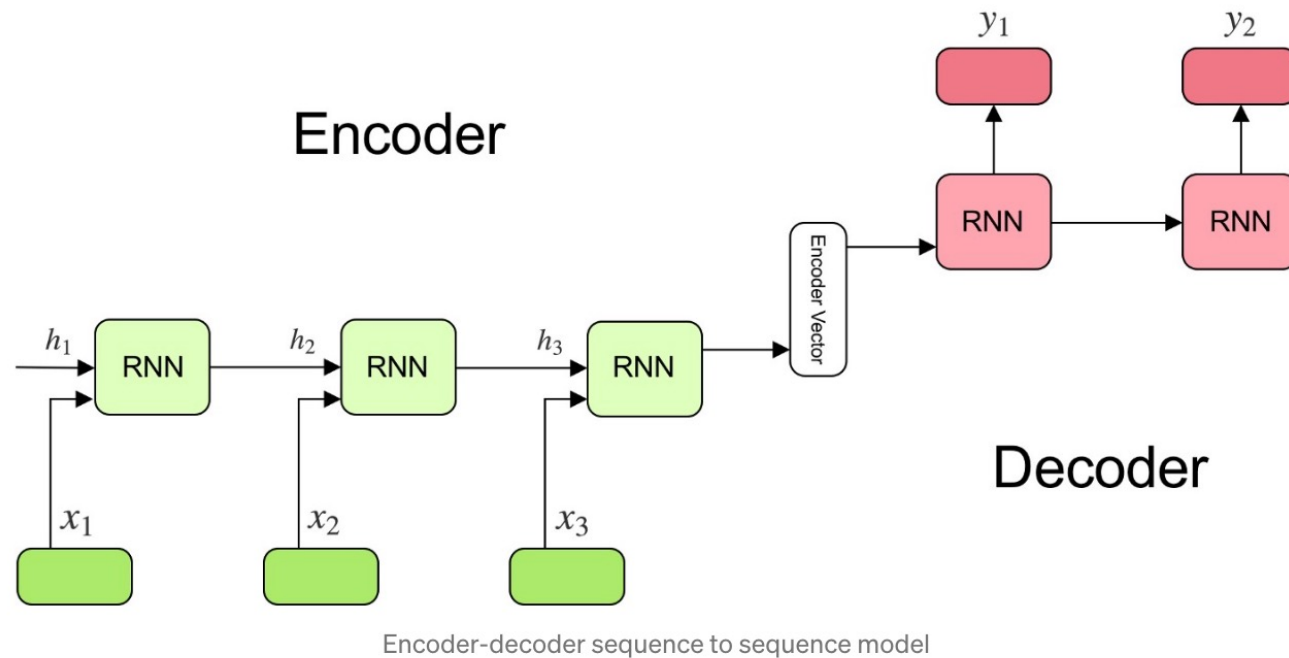 y₁
y₂
Encoder
RNN
RNN
Encoder Vector
h₁
RNN
h₂
RNN
h₃
RNN
Decoder
x₁
x₂
x₃
Encoder-decoder sequence to sequence model